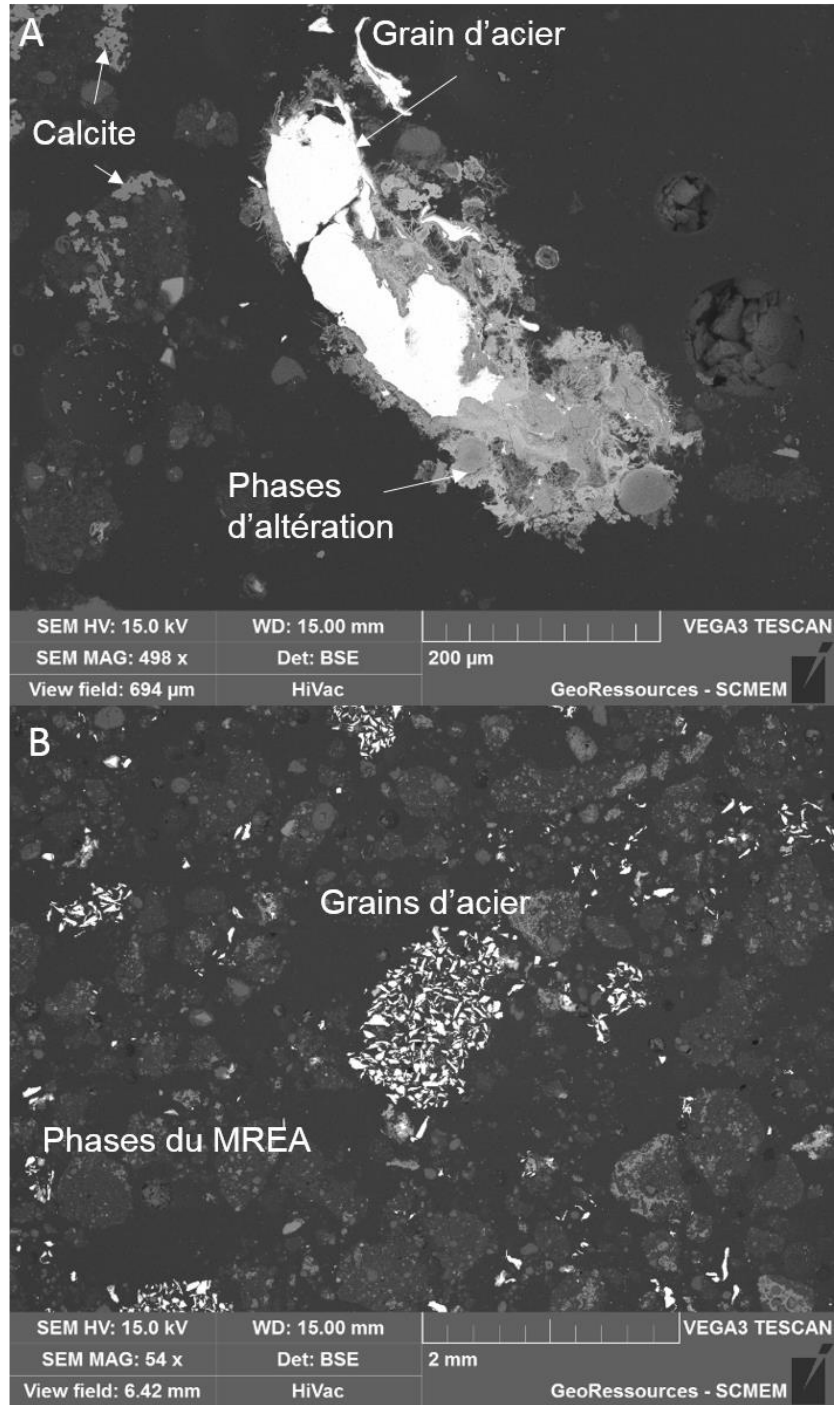 A
Grain d’acier
Calcite
Phases
d’altération
SEM HV: 15.0 kV WD: 15.00 mm VEGA3 TESCAN
SEM MAG: 498 x Det: BSE 200 µm
View field: 694 µm HiVac GeoRessources - SCMEM
B
Grains d’acier
Phases du MREA
SEM HV: 15.0 kV WD: 15.00 mm VEGA3 TESCAN
SEM MAG: 54 x Det: BSE 2 mm
View field: 6.42 mm HiVac GeoRessources - SCMEM